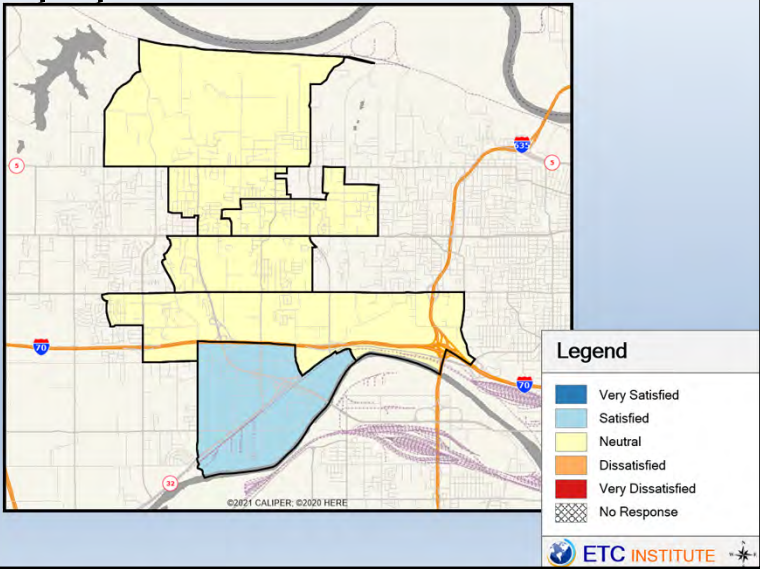 635
5
5
70
70
32
©2021 CALIPER; ©2020 HERE
Legend
Very Satisfied
Satisfied
Neutral
Dissatisfied
Very Dissatisfied
No Response
ETC INSTITUTE